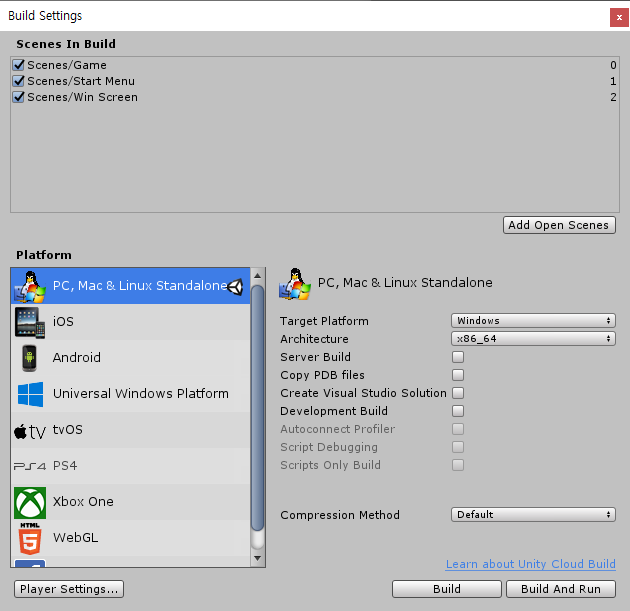 Build Settings
x
Scenes In Build
Scenes/Game 0
Scenes/Start Menu 1
Scenes/Win Screen 2
Add Open Scenes
Platform
PC, Mac & Linux Standalone
iOS
Android
Universal Windows Platform
tv tvOS
PS4 PS4
Xbox One
HTML
5 WebGL
PC, Mac & Linux Standalone
Target Platform Windows
Architecture x86_64
Server Build
Copy PDB files
Create Visual Studio Solution
Development Build
Autoconnect Profiler
Script Debugging
Scripts Only Build
Compression Method Default
Learn about Unity Cloud Build
Player Settings...
Build
Build And Run